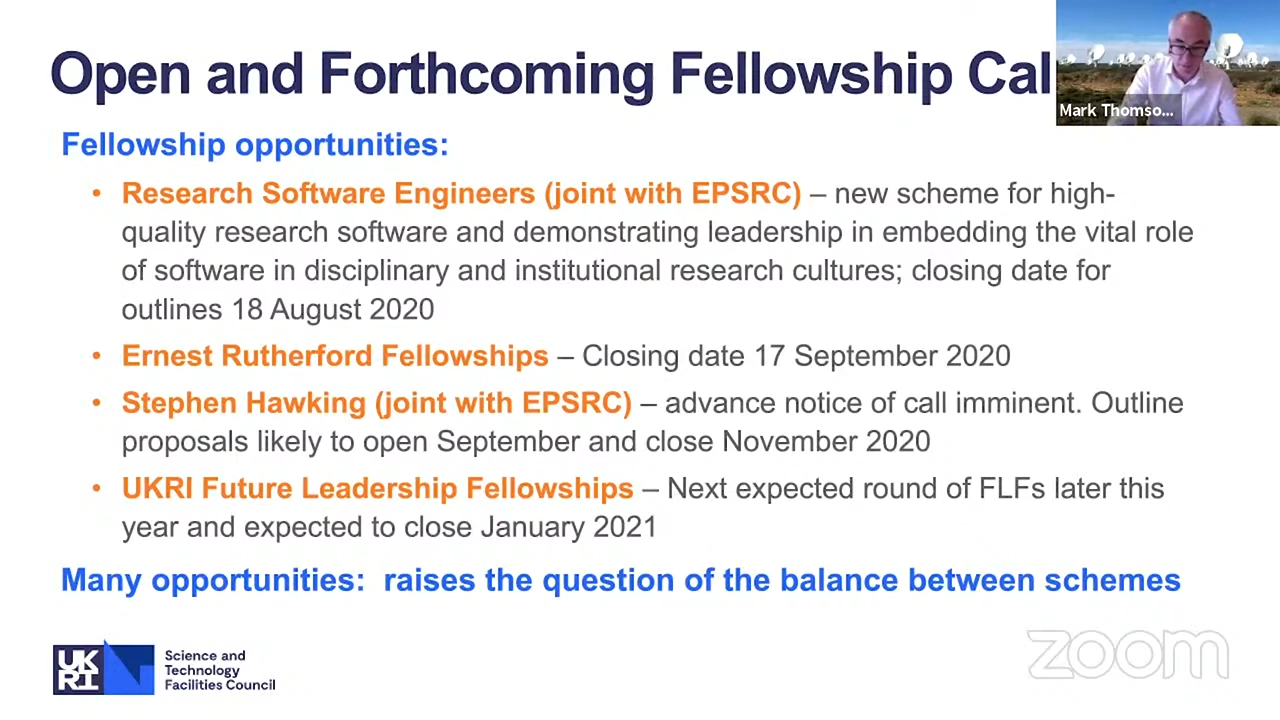 Open and Forthcoming Fellowship Cal
Mark Thomso...
Fellowship opportunities:
• Research Software Engineers (joint with EPSRC) – new scheme for high-
quality research software and demonstrating leadership in embedding the vital role
of software in disciplinary and institutional research cultures; closing date for
outlines 18 August 2020
• Ernest Rutherford Fellowships – Closing date 17 September 2020
• Stephen Hawking (joint with EPSRC) – advance notice of call imminent. Outline
proposals likely to open September and close November 2020
• UKRI Future Leadership Fellowships – Next expected round of FLFs later this
year and expected to close January 2021
Many opportunities: raises the question of the balance between schemes
UK
RI
Science and
Technology
Facilities Council
zoom